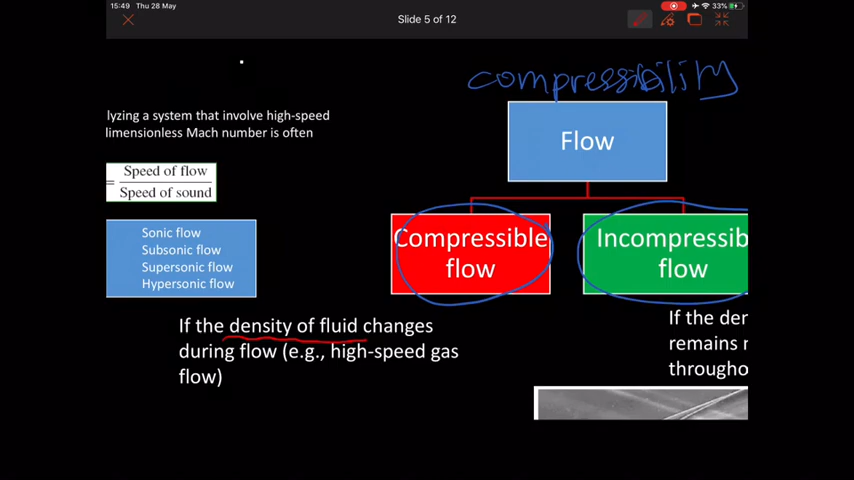 15:49 Thu 28 May
33%
Slide 5 of 12
compressibility
lyzing a system that involve high-speed
limensionless Mach number is often
= Speed of flow
Speed of sound
Sonic flow
Subsonic flow
Supersonic flow
Hypersonic flow
Flow
Compressible
flow
Incompressib
flow
If the density of fluid changes
during flow (e.g., high-speed gas
flow)
If the der
remains r
througho